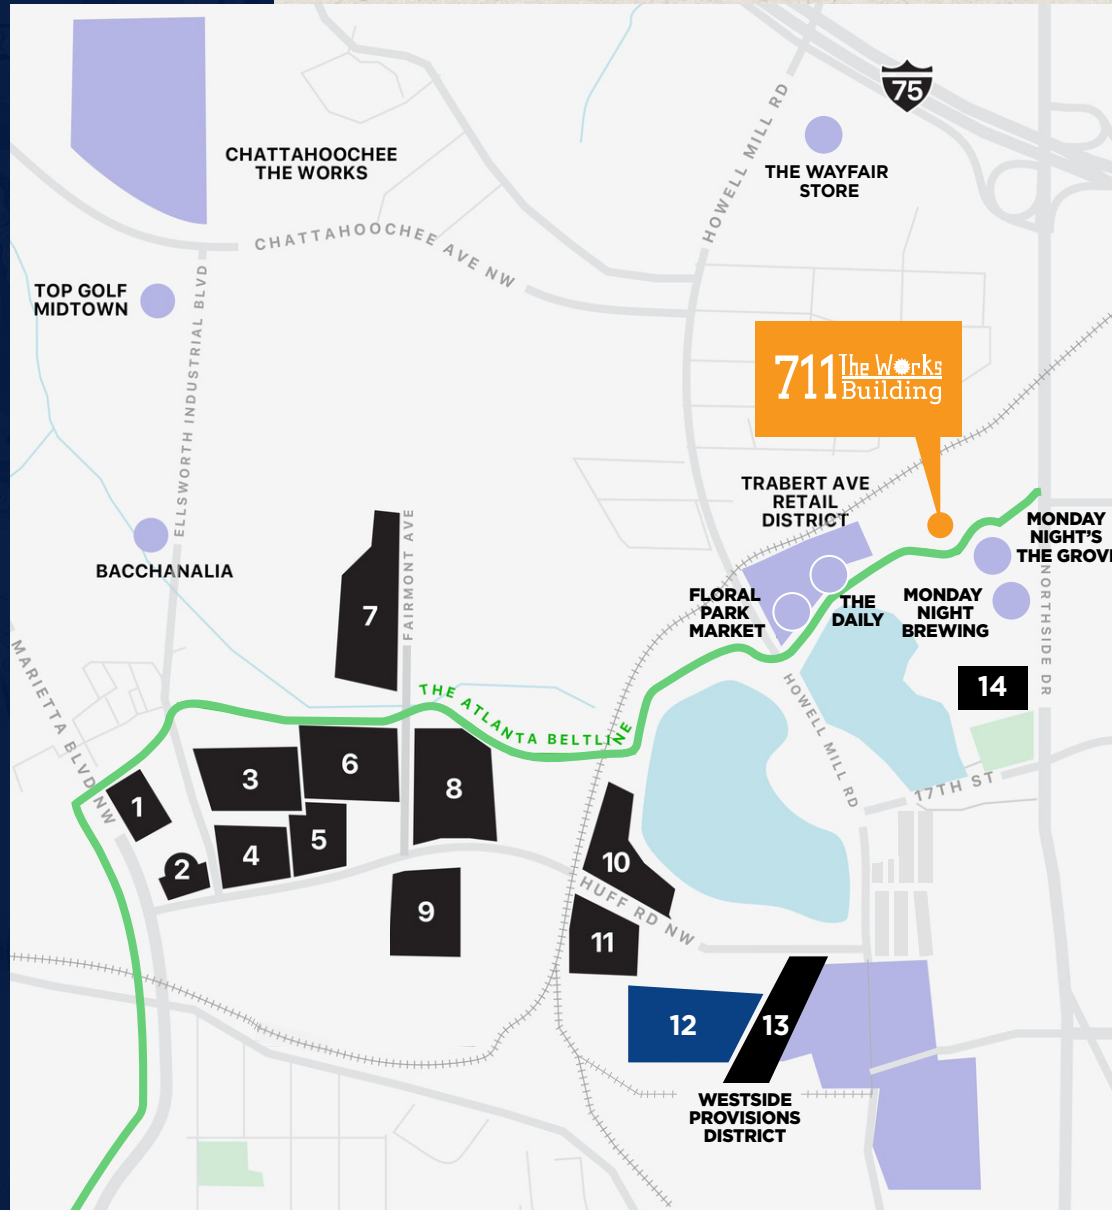 75
CHATTAHOOCHEE
THE WORKS
THE WAYFAIR
STORE
HOWELL MILL RD
CHATTAHOOCHEE AVE NW
TOP GOLF
MIDTOWN
ELLSWORTH INDUSTRIAL BLVD
711 The Works
Building
TRABERT AVE
RETAIL
DISTRICT
MONDAY
NIGHT'S
THE GROV
BACCHANALIA
FAIRMONT AVE
7
FLORAL
PARK
MARKET
THE
DAILY
MONDAY
NIGHT
BREWING
NORTHSIDE DR
MARIETTA BLVD NW
THE ATLANTA BELTLINE
14
HOWELL MILL RD
17TH ST
1
2
3
4
5
6
8
9
10
HUFF RD NW
11
12
13
WESTSIDE
PROVISIONS
DISTRICT